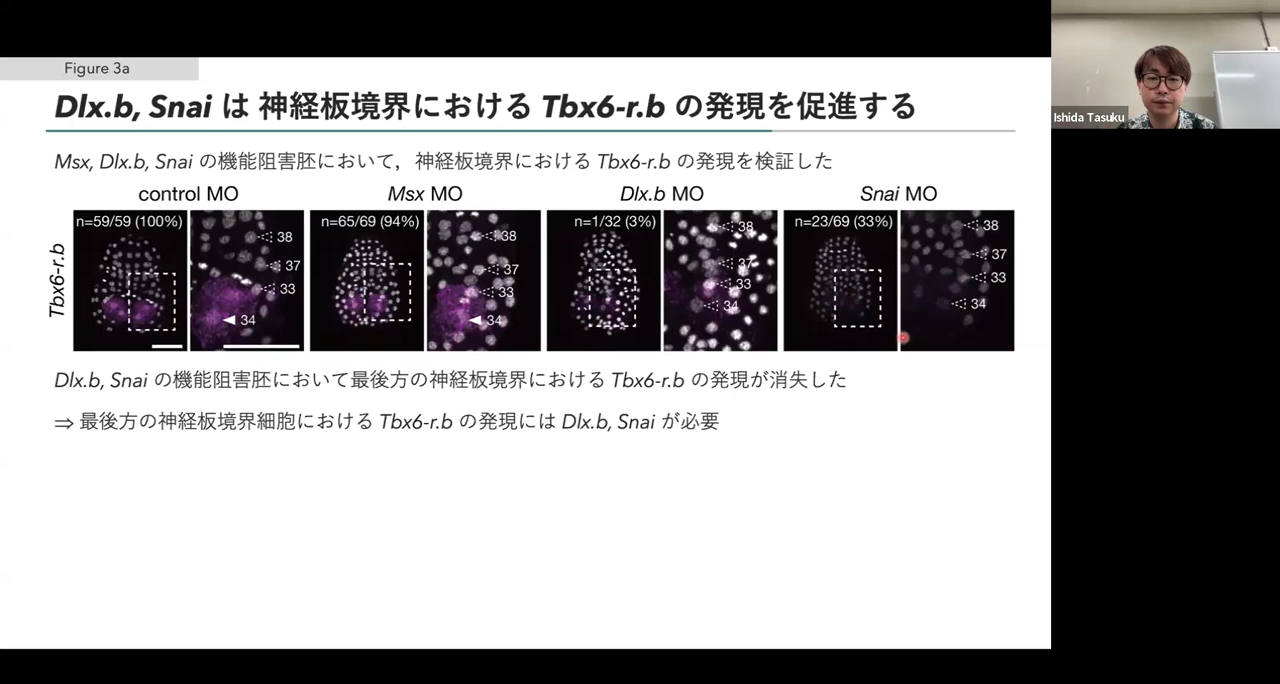 Figure 3a
Dlx.b, Snai は 神経板境界における Tbx6-r.b の発現を促進する
Ishida Tasuku
Msx, Dlx.b, Snai の機能阻害胚において，神経板境界における Tbx6-r.b の発現を検証した
control MO
Msx MO
Dlx.b MO
Snai MO
Tbx6-r.b
n=59/59 (100%)
38
37
33
34
n=65/69 (94%)
38
37
33
34
n=1/32 (3%)
38
37
33
34
n=23/69 (33%)
38
37
33
34
Dlx.b, Snai の機能阻害胚において最後方の神経板境界における Tbx6-r.b の発現が消失した
⇒ 最後方の神経板境界細胞における Tbx6-r.b の発現には Dlx.b, Snai が必要